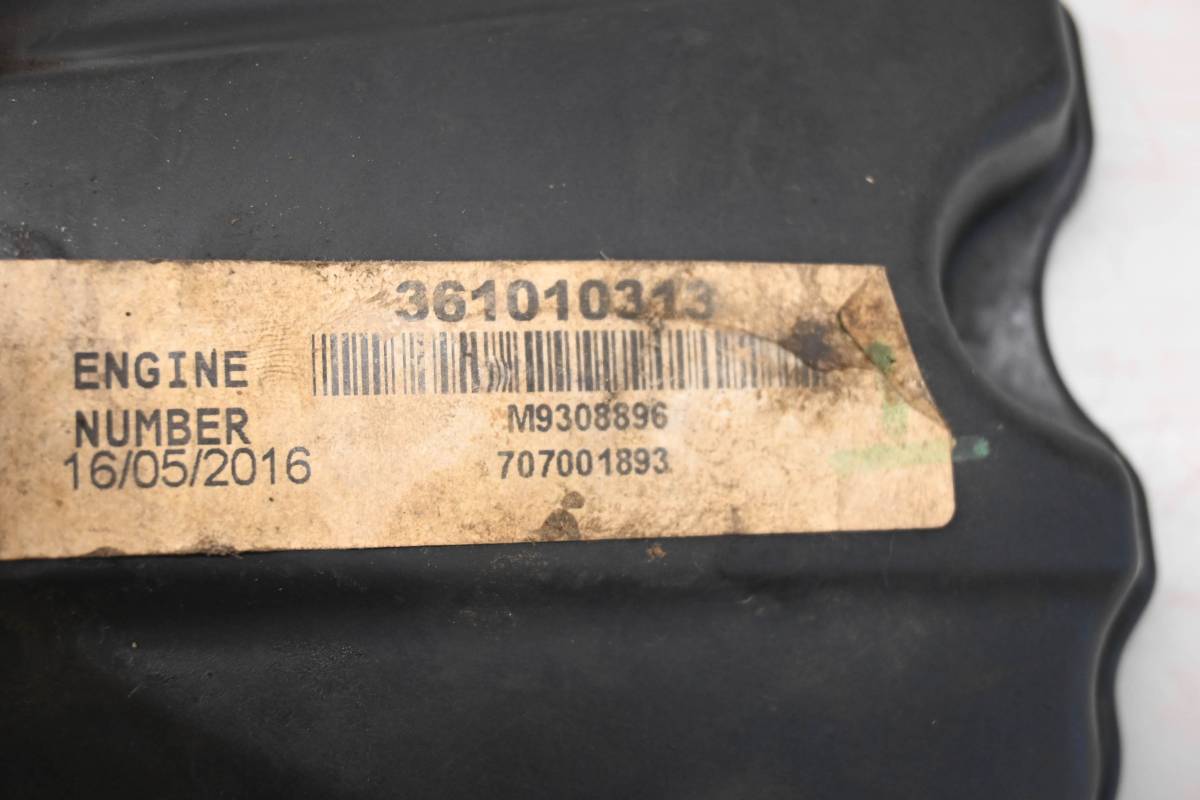 361010313
ENGINE
NUMBER
16/05/2016
M9308896
707001893